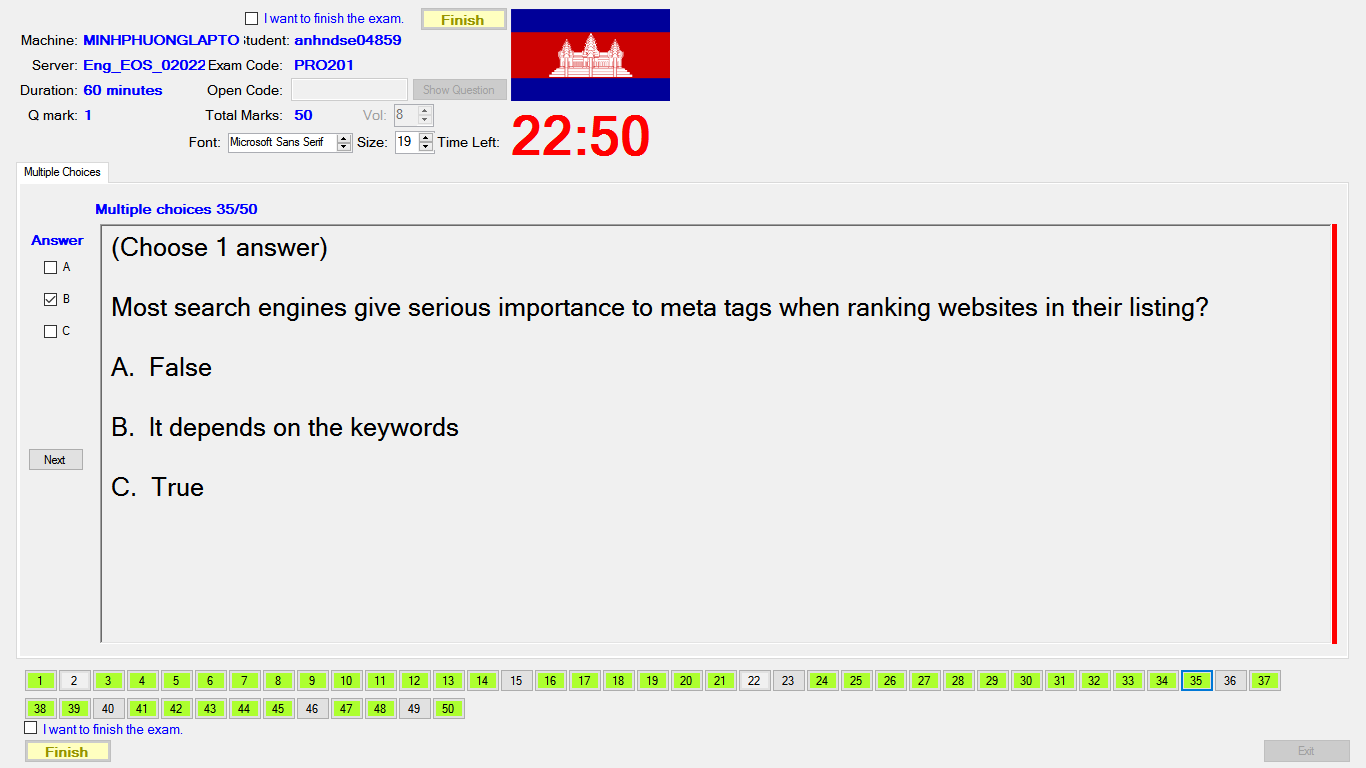 I want to finish the exam. Finish
Machine: MINHPHUONGLAPTO Student: anhndse04859
Server: Eng_EOS_02022 Exam Code: PRO201
Duration: 60 minutes Open Code: Show Question
Q mark: 1 Total Marks: 50 Vol: 8
Font: Microsoft Sans Serif Size: 19 Time Left: 22:50
Multiple Choices
Multiple choices 35/50
Answer
A
B
C
Next
(Choose 1 answer)
Most search engines give serious importance to meta tags when ranking websites in their listing?
A. False
B. It depends on the keywords
C. True
1 2 3 4 5 6 7 8 9 10 11 12 13 14 15 16 17 18 19 20 21 22 23 24 25 26 27 28 29 30 31 32 33 34 35 36 37
38 39 40 41 42 43 44 45 46 47 48 49 50
I want to finish the exam.
Finish Exit